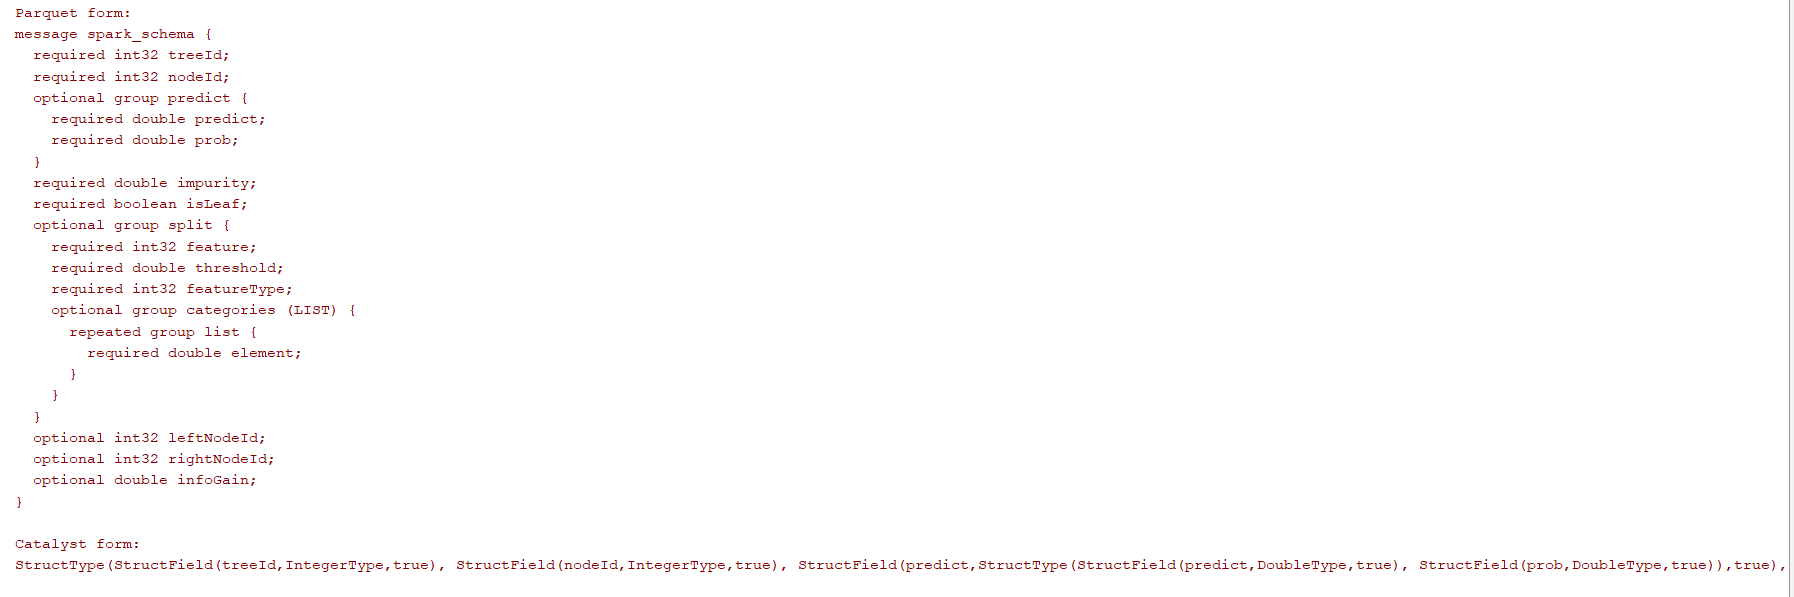 Parquet form:
message spark_schema {
  required int32 treeId;
  required int32 nodeId;
  optional group predict {
    required double predict;
    required double prob;
  }
  required double impurity;
  required boolean isLeaf;
  optional group split {
    required int32 feature;
    required double threshold;
    required int32 featureType;
    optional group categories (LIST) {
      repeated group list {
        required double element;
      }
    }
  }
  optional int32 leftNodeId;
  optional int32 rightNodeId;
  optional double infoGain;
}

Catalyst form:
StructType(StructField(treeId,IntegerType,true), StructField(nodeId,IntegerType,true), StructField(predict,StructType(StructField(predict,DoubleType,true), StructField(prob,DoubleType,true)),true),